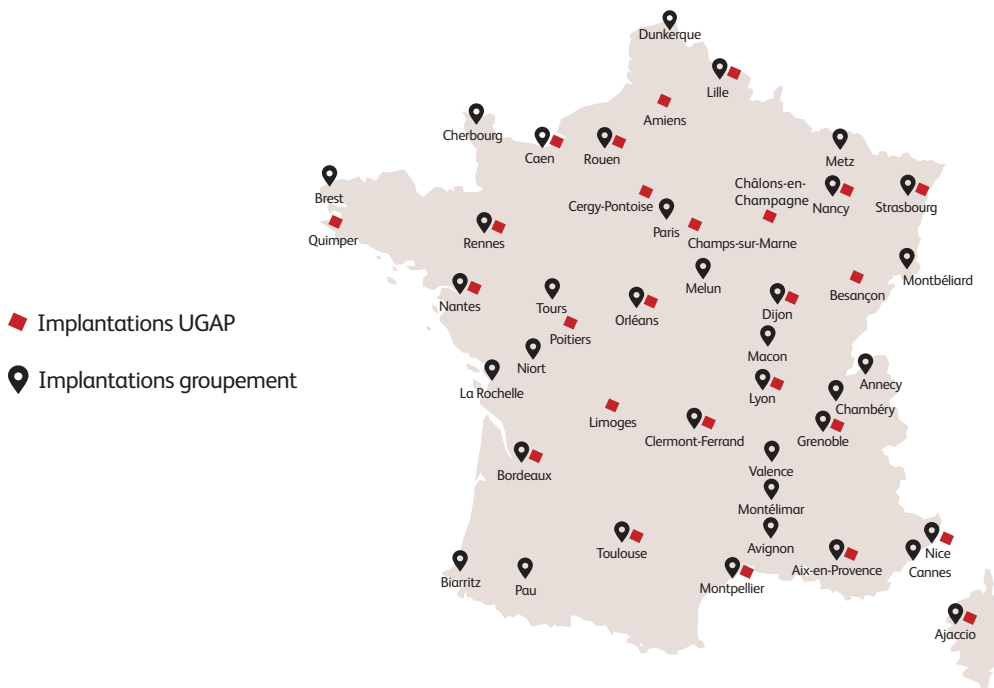 Dunkerque
Lille
Amiens
Cherbourg
Caen
Rouen
Metz
Châlons-en-
Champagne
Nancy
Strasbourg
Brest
Cergy-Pontoise
Quimper
Rennes
Paris
Champs-sur-Marne
Montbéliard
Melun
Besançon
Nantes
Tours
Orléans
Dijon
Implantations UGAP
Poitiers
Macon
Niort
Implantations groupement
La Rochelle
Annecy
Lyon
Chambéry
Limoges
Clermont-Ferrand
Grenoble
Bordeaux
Valence
Montélimar
Toulouse
Avignon
Nice
Aix-en-Provence
Cannes
Biarritz
Pau
Montpellier
Ajaccio